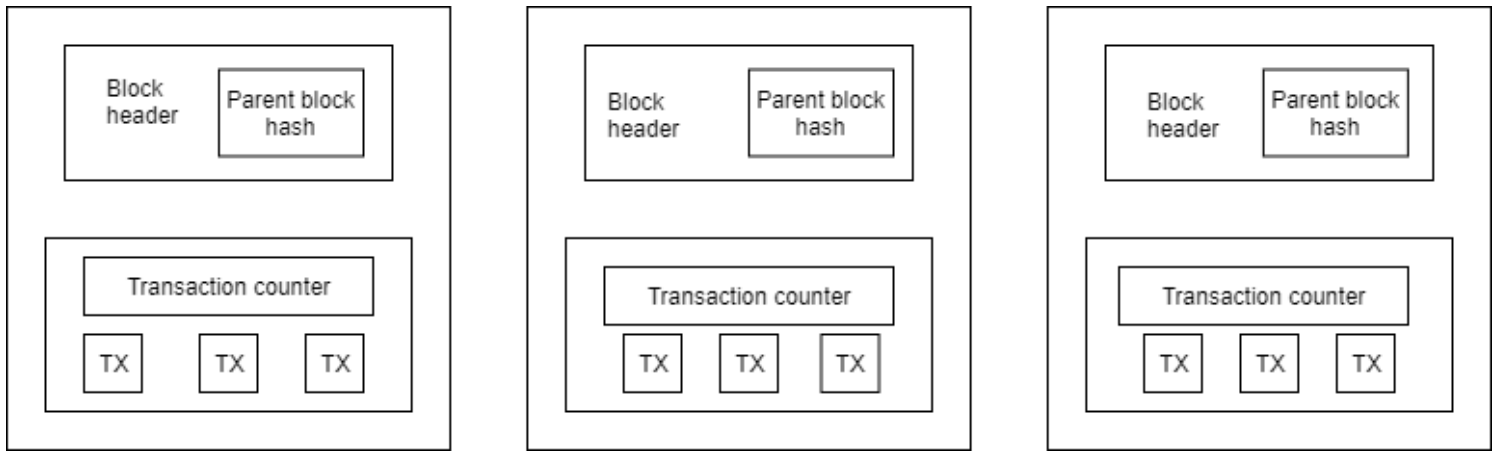 Block
header
Parent block
hash
Transaction counter
TX
TX
TX
Block
header
Parent block
hash
Transaction counter
TX
TX
TX
Block
header
Parent block
hash
Transaction counter
TX
TX
TX